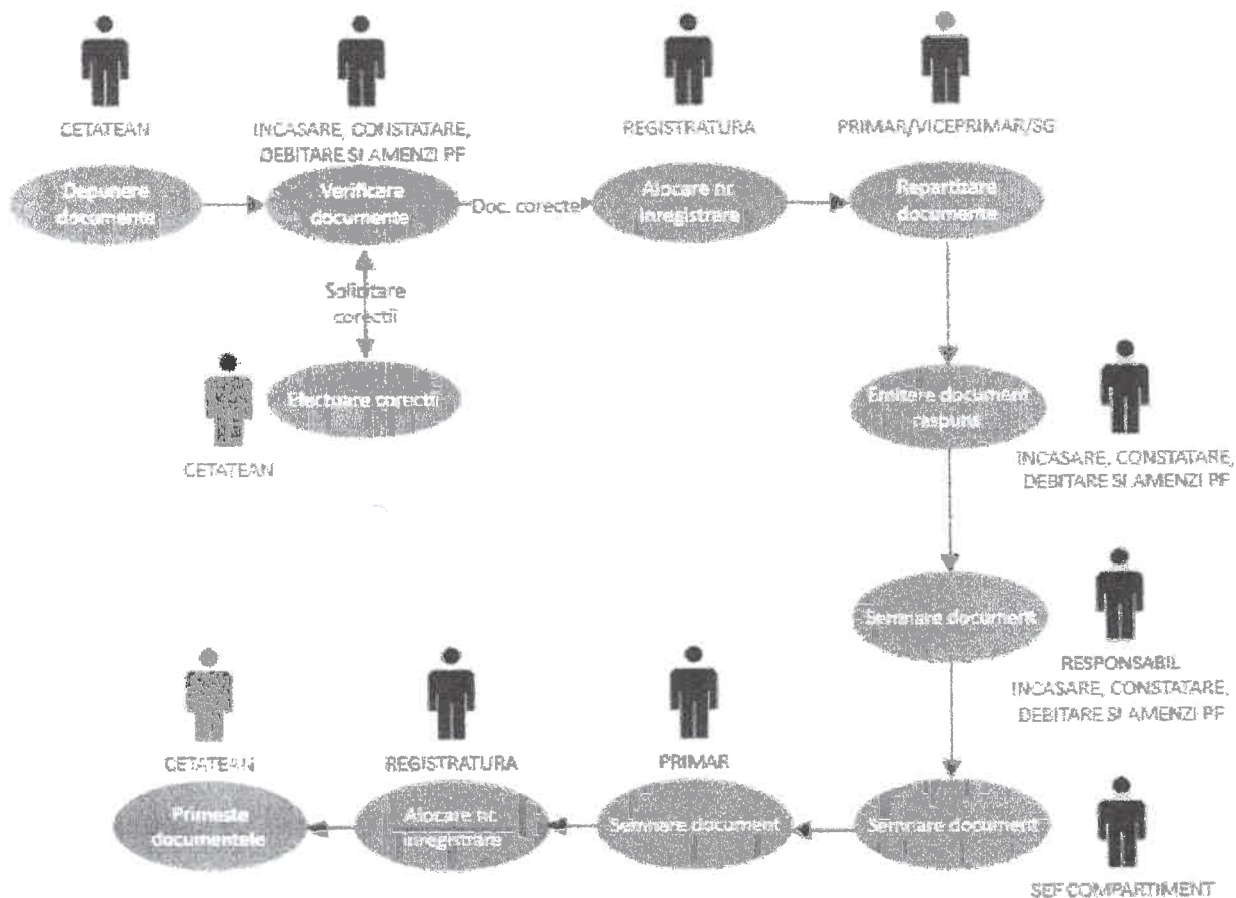 CETATEAN
INCASARE, CONSTATARE,
DEBITARE SI AMENZI PF
REGISTRATURA
PRIMAR/VICEPRIMAR/SG
Depunere
documente
Verificara
documente
Doc. corecte
Alocare nr.
inregistrare
Repartizare
documente
Solicitare
corectii
Efectuare corectii
CETATEAN
Emitere document
raspuns
INCASARE, CONSTATARE,
DEBITARE SI AMENZI PF
Semnare document
RESPONSABIL
INCASARE, CONSTATARE,
DEBITARE SI AMENZI PF
CETATEAN
REGISTRATURA
PRIMAR
Primeste
documentele
Alocare nr.
inregistrare
Semnare document
Semnare document
SEF COMPARTIMENT